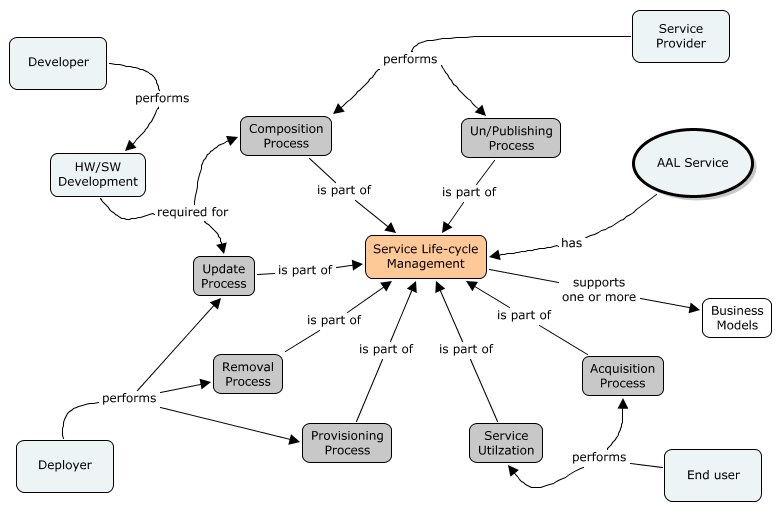 Service
Provider
Developer
performs
performs
Composition
Process
Un/Publishing
Process
AAL Service
HW/SW
Development
is part of
is part of
required for
has
Service Life-cycle
Management
Update
Process
is part of
supports
one or more
Business
Models
is part of
is part of
is part of
is part of
Removal
Process
Acquisition
Process
performs
Provisioning
Process
Service
Utilzation
performs
Deployer
End user